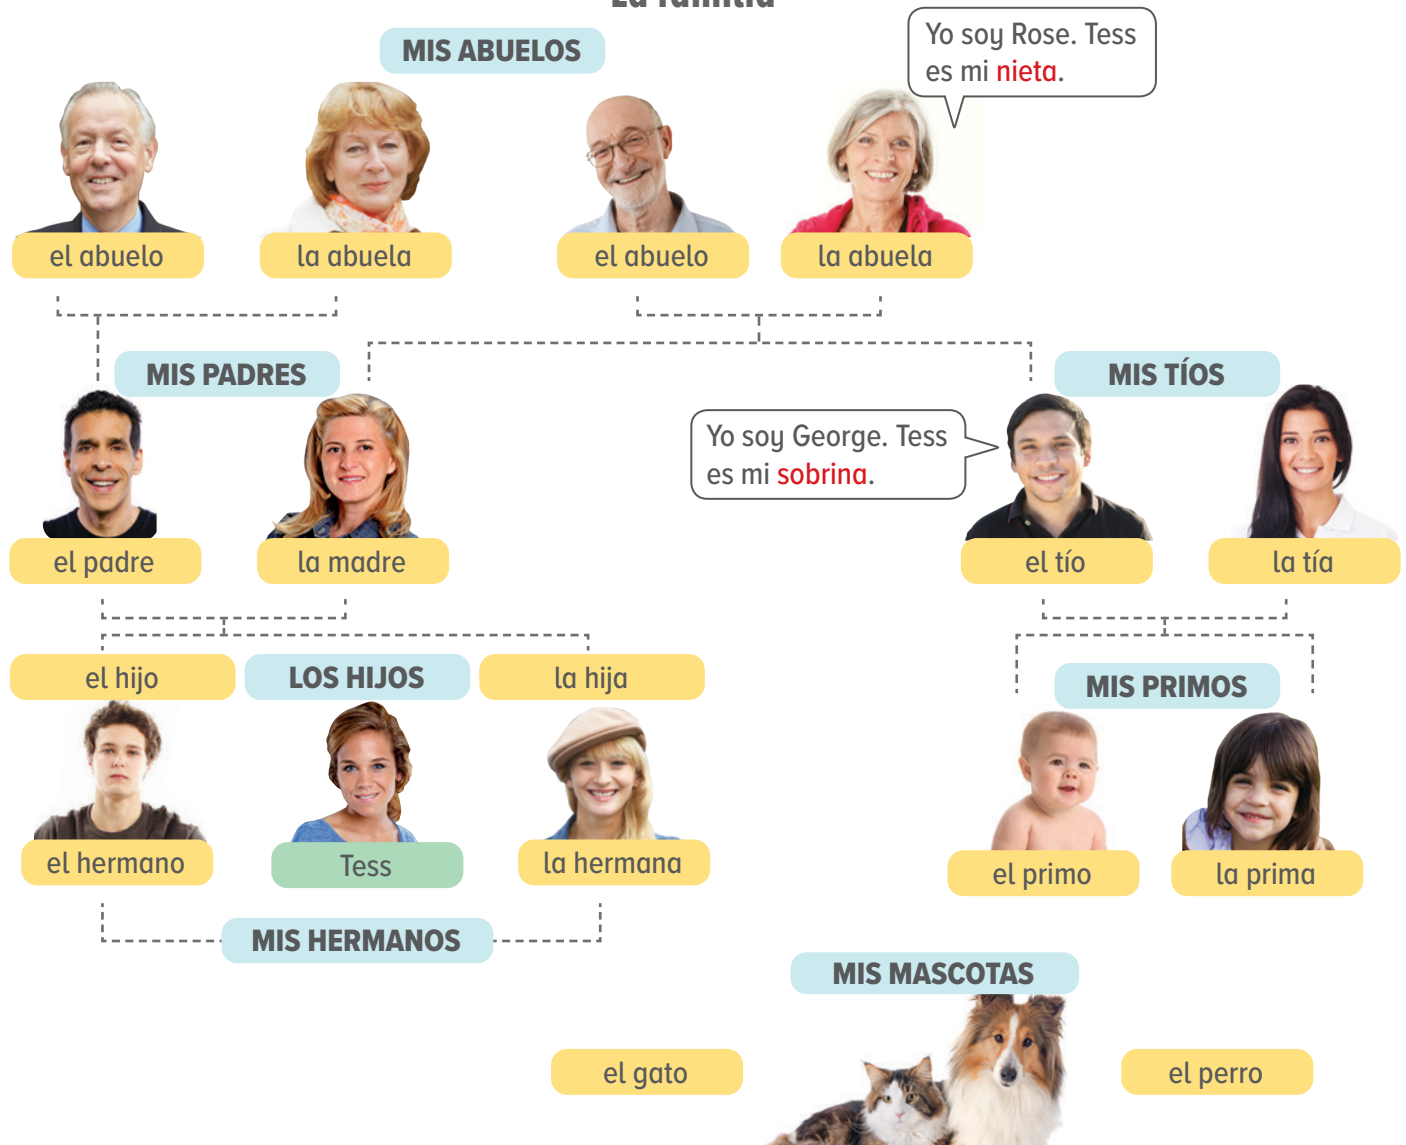 La familia
MIS ABUELOS
Yo soy Rose. Tess
es mi nieta.
el abuelo
la abuela
el abuelo
la abuela
MIS PADRES
MIS TÍOS
Yo soy George. Tess
es mi sobrina.
el padre
la madre
el tío
la tía
el hijo
LOS HIJOS
la hija
MIS PRIMOS
el hermano
Tess
la hermana
el primo
la prima
MIS HERMANOS
MIS MASCOTAS
el gato
el perro